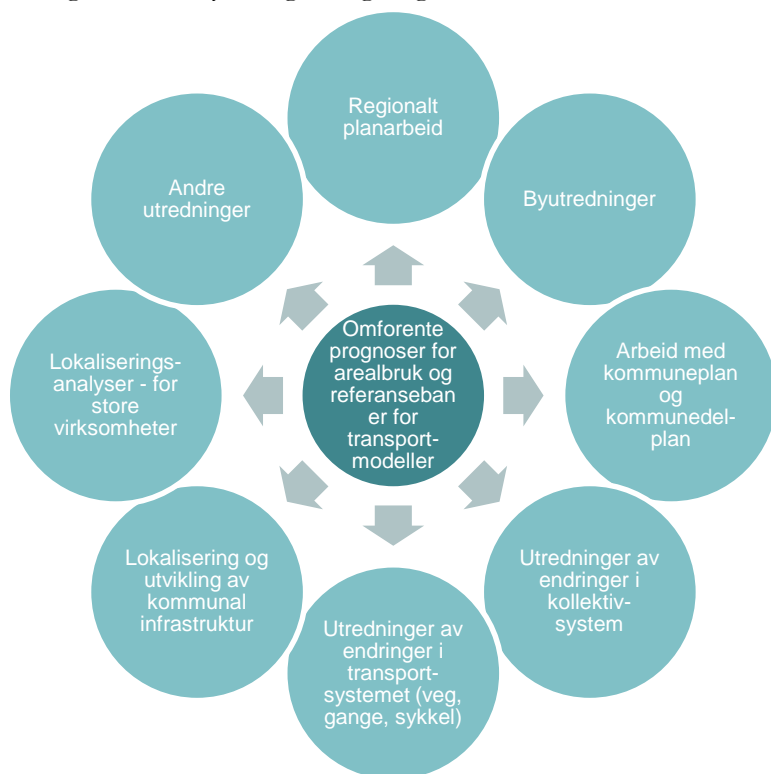 Regionalt
planarbeid
Byutredninger
Arbeid med
kommuneplan
og
kommunedel-
plan
Utredninger av
endringer i
kollektiv-
system
Utredninger av
endringer i
transport-
systemet (veg,
gange, sykkel)
Lokalisering og
utvikling av
kommunal
infrastruktur
Lokaliserings-
analyser - for
store
virksomheter
Andre
utredninger
Omforente
prognoser for
arealbruk og
referanseban
er for
transport-
modeller